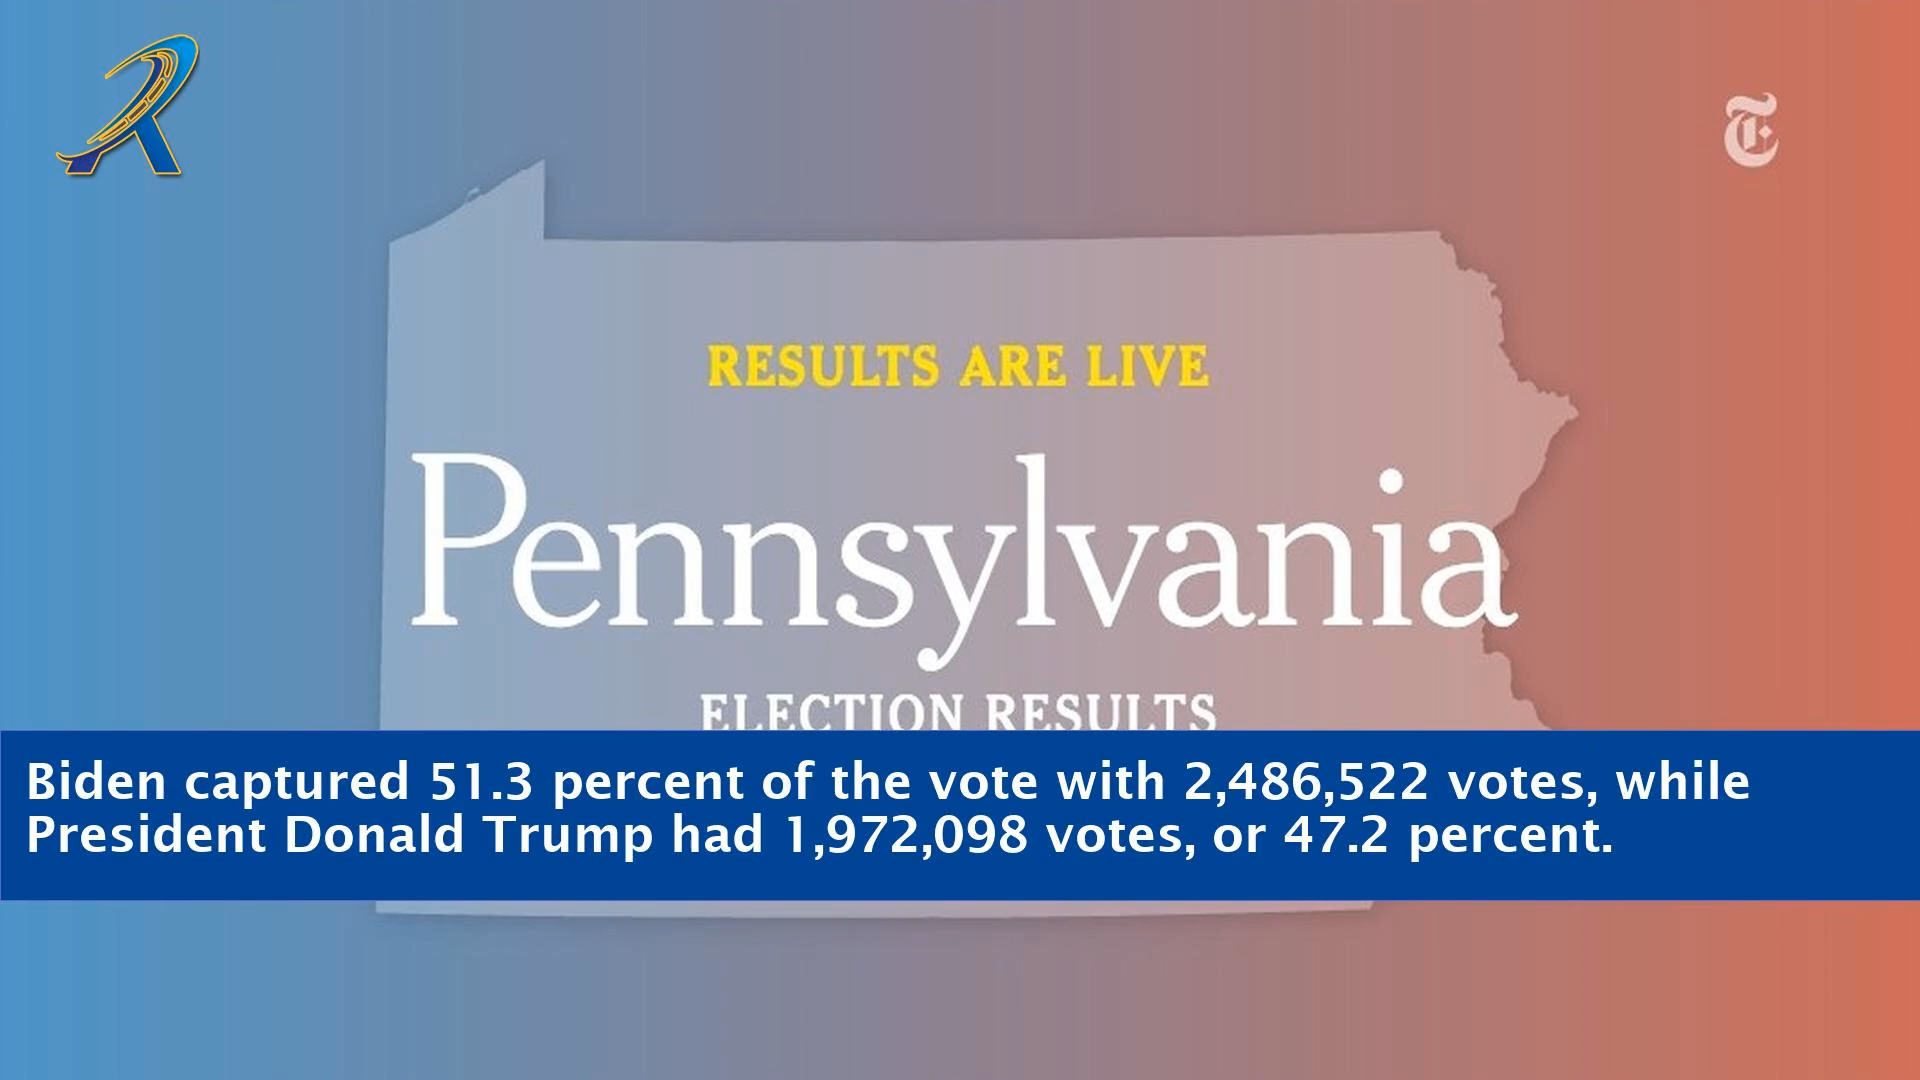 RESULTS ARE LIVE
Pennsylvania
ELECTION RESULTS
Biden captured 51.3 percent of the vote with 2,486,522 votes, while
President Donald Trump had 1,972,098 votes, or 47.2 percent.